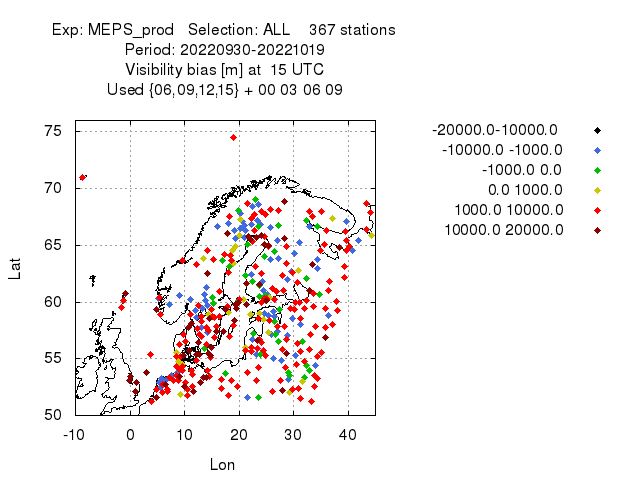 Exp: MEPS_prod   Selection: ALL    367 stations
Period: 20220930-20221019
Visibility bias [m] at  15 UTC
Used {06,09,12,15} + 00 03 06 09
-20000.0-10000.0
-10000.0 -1000.0
-1000.0 0.0
0.0 1000.0
1000.0 10000.0
10000.0 20000.0
75
70
65
60
55
50
Lat
-10 0 10 20 30 40
Lon